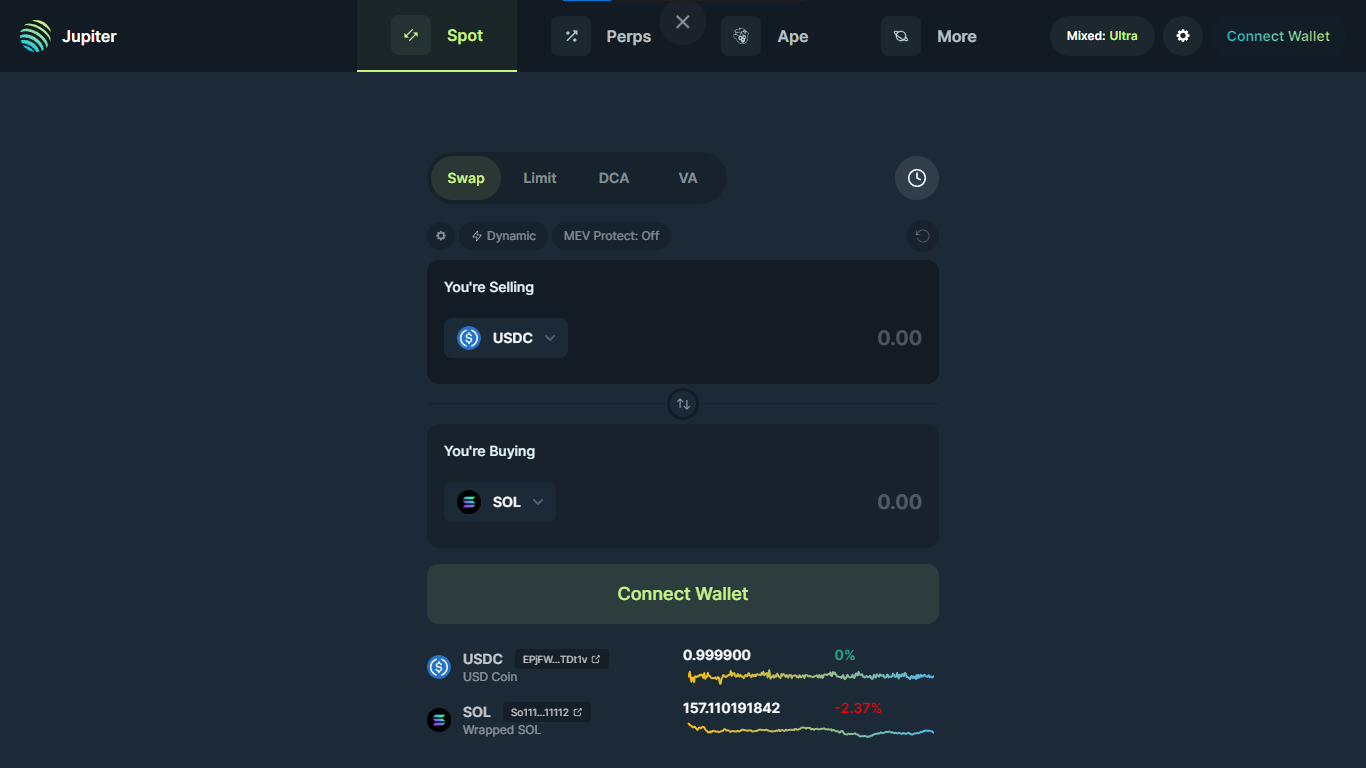 Jupiter
Spot
Perps
Ape
More
Mixed: Ultra
Connect Wallet
Swap
Limit
DCA
VA
Dynamic
MEV Protect: Off
You're Selling
USDC
0.00
You're Buying
SOL
0.00
Connect Wallet
USDC EPjFW...TDt1v 0.999900 0%
USD Coin
SOL So111...11112 157.110191842 -2.37%
Wrapped SOL